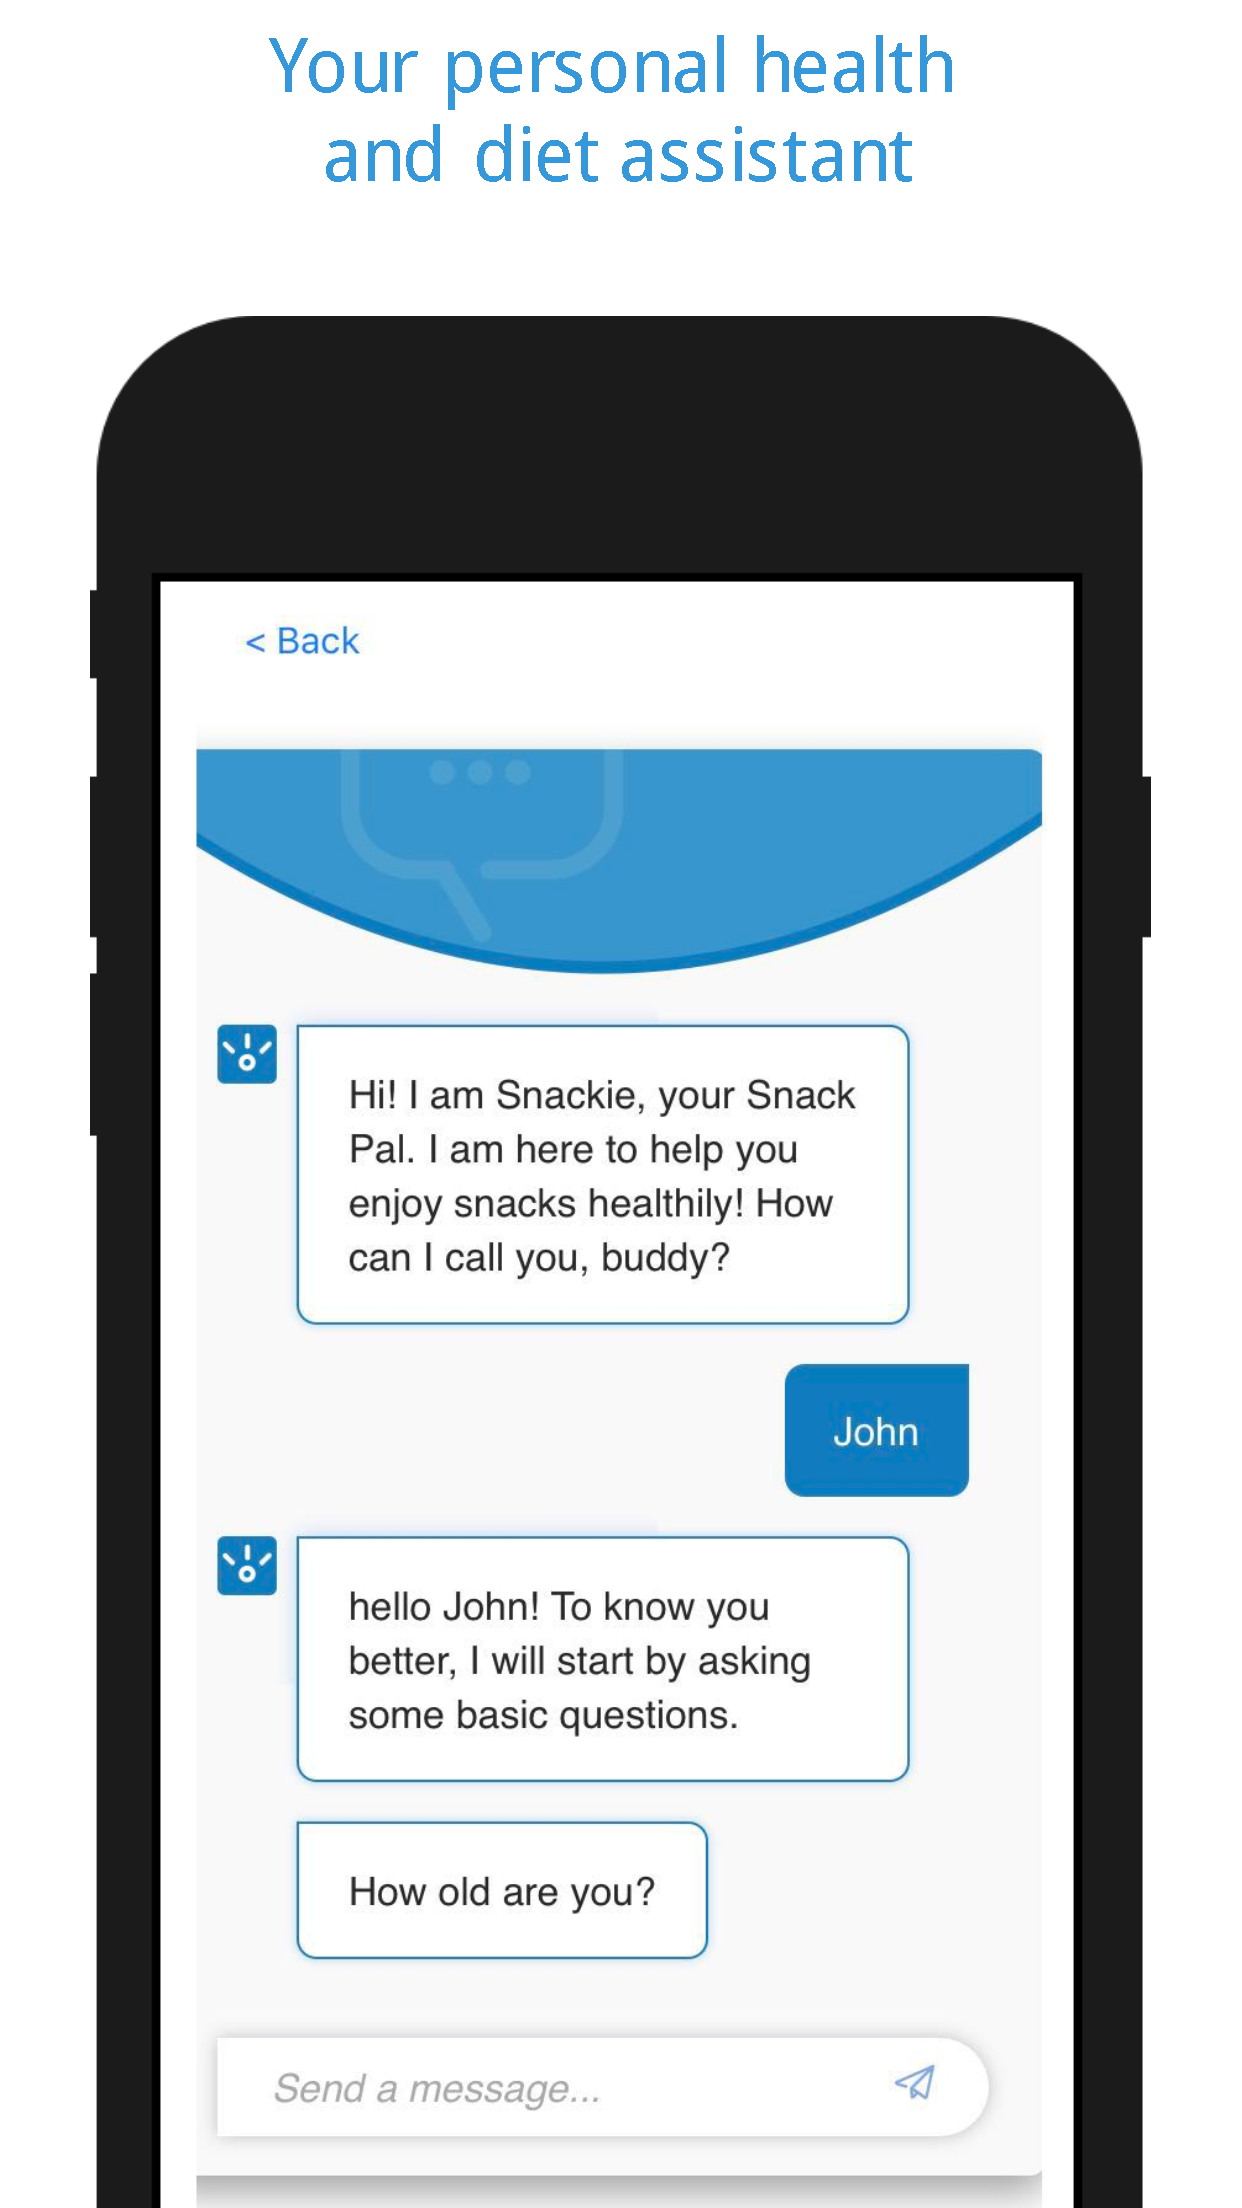 Your personal health
and diet assistant
< Back
Hi! I am Snackie, your Snack
Pal. I am here to help you
enjoy snacks healthily! How
can I call you, buddy?
John
hello John! To know you
better, I will start by asking
some basic questions.
How old are you?
Send a message...